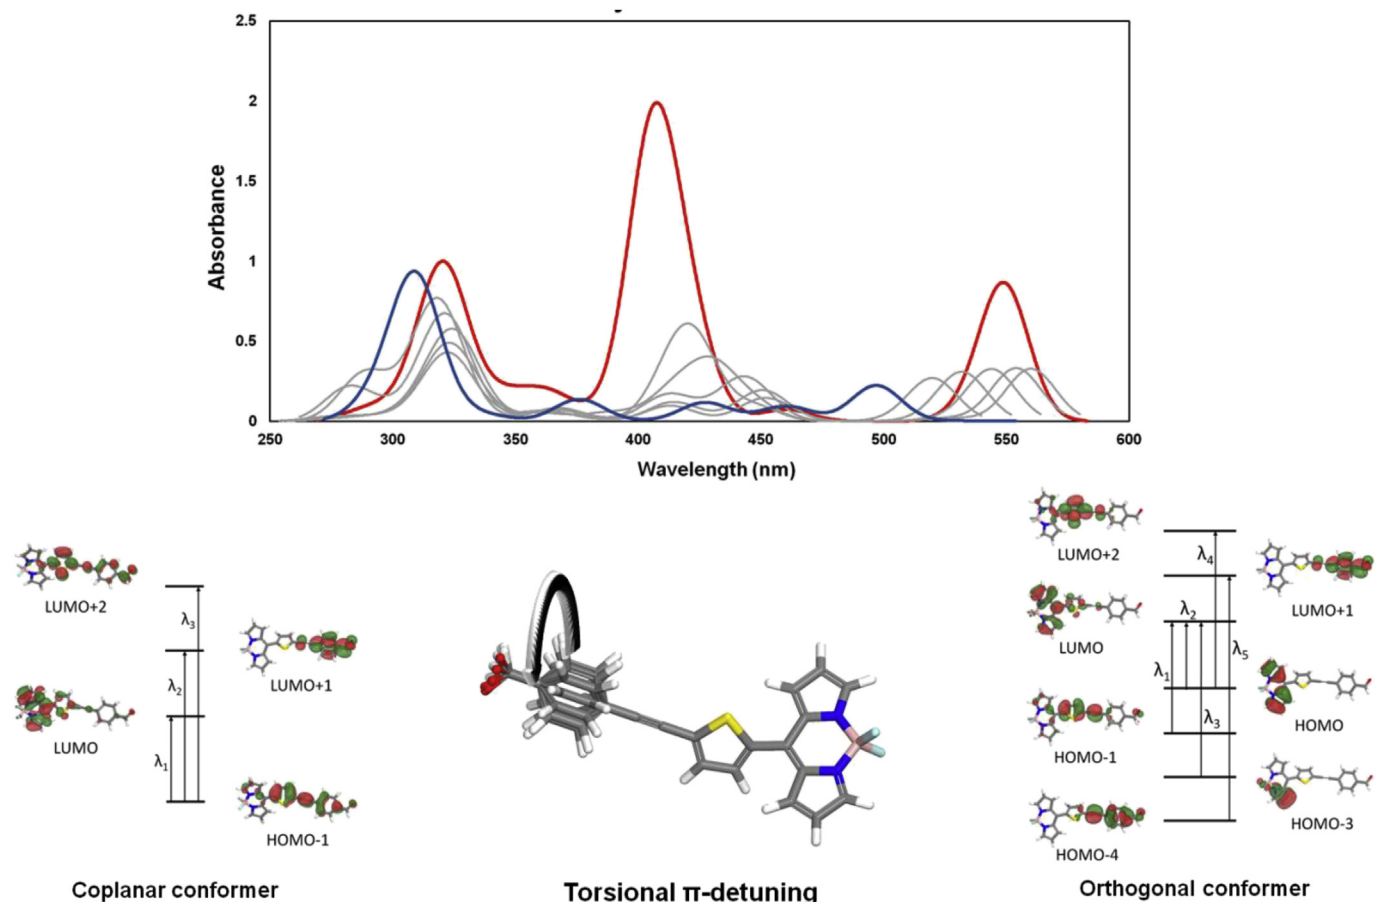 2.5
2
1.5
1
0.5
0
Absorbance
250 300 350 400 450 500 550 600
Wavelength (nm)
LUMO+2
λ3
LUMO+1
λ2
LUMO
λ1
HOMO-1
Coplanar conformer
Torsional π-detuning
LUMO+2
λ4
LUMO+1
λ2
LUMO
λ5
λ1
HOMO
λ3
HOMO-1
HOMO-3
HOMO-4
Orthogonal conformer